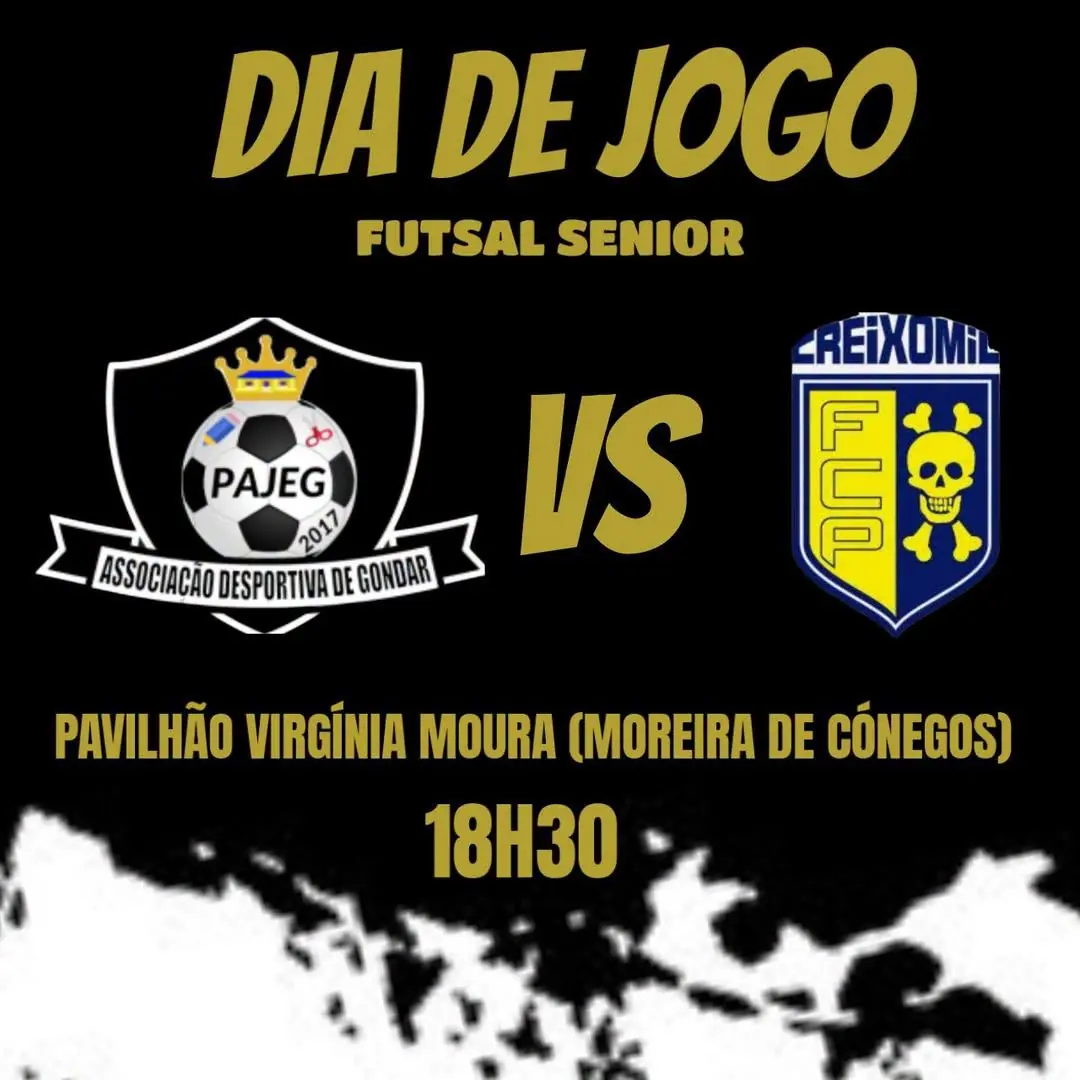 DIA DE JOGO
FUTSAL SENIOR
PAJEG
2017
ASSOCIAÇÃO DESPORTIVA DE GONDAR
VS
CREIXOMIL
FCP
PAVILHÃO VIRGÍNIA MOURA (MOREIRA DE CÓNEGOS)
18H30